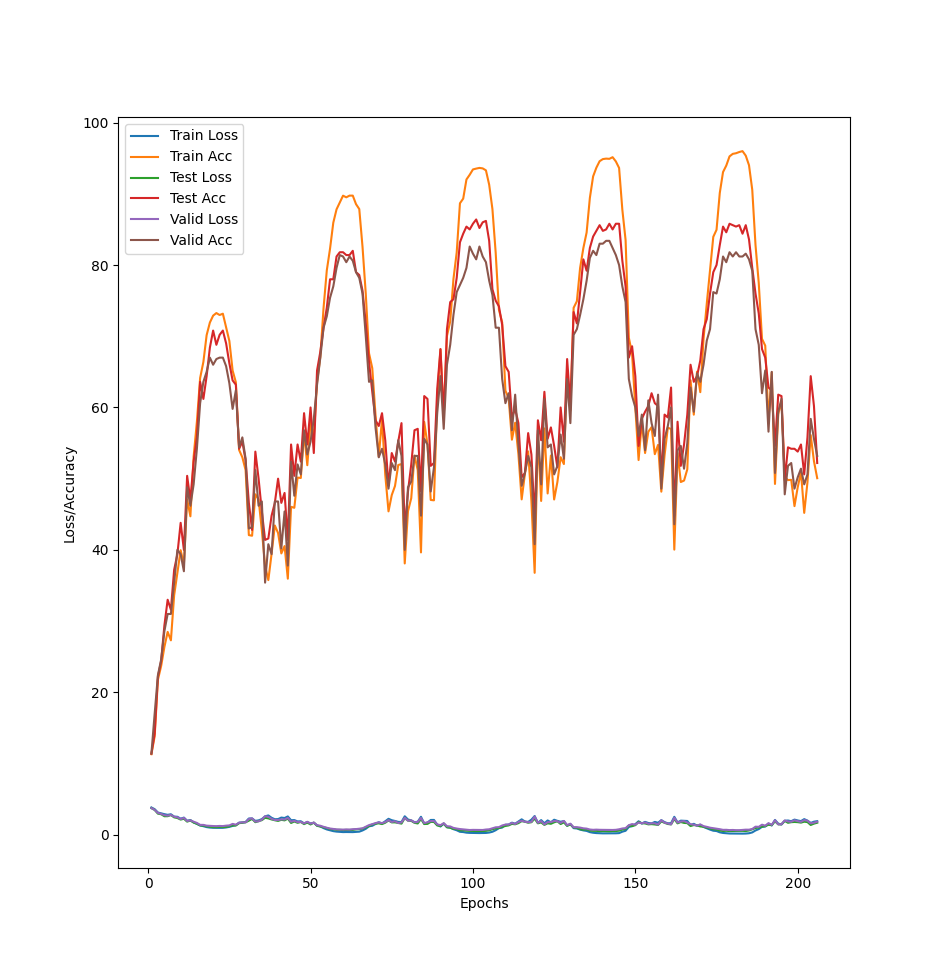 Train Loss
Train Acc
Test Loss
Test Acc
Valid Loss
Valid Acc
Loss/Accuracy
100
80
60
40
20
0
0
50
100
150
200
Epochs